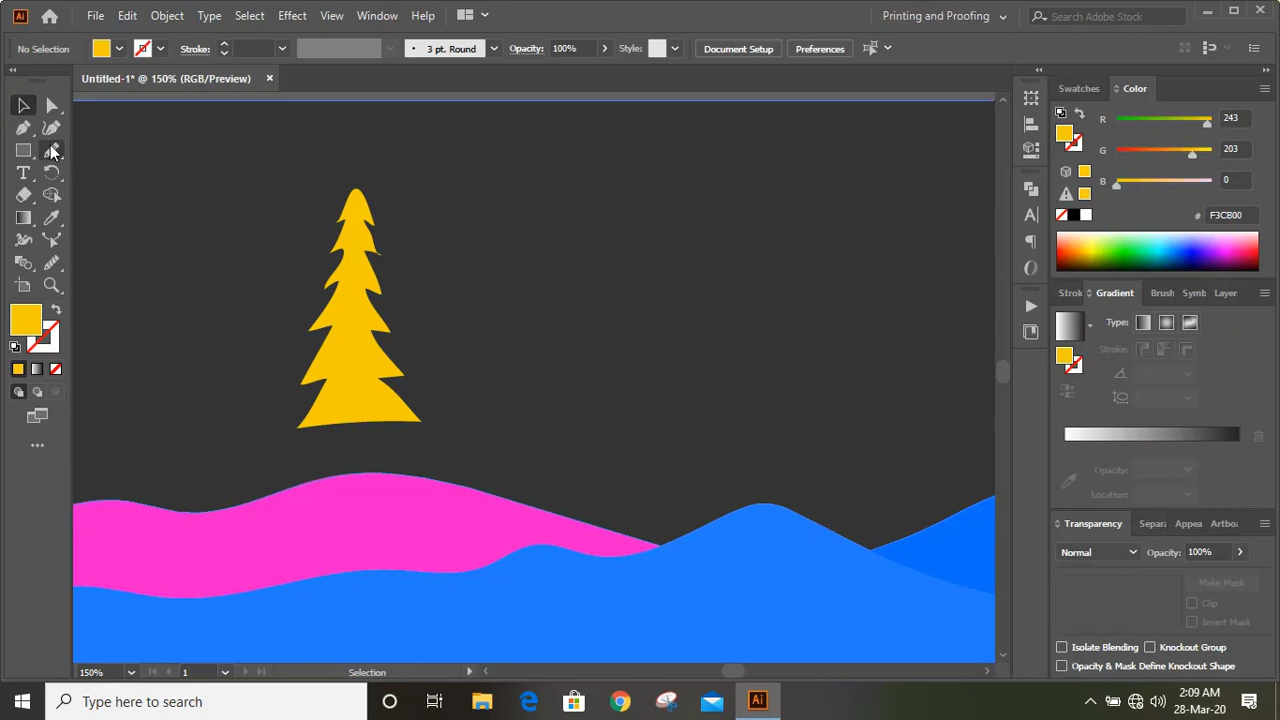 Ai File Edit Object Type Select Effect View Window Help Printing and Proofing Search Adobe Stock
No Selection Stroke: 3 pt. Round Opacity: 100% Style: Document Setup Preferences
Untitled-1* @ 150% (RGB/Preview)
Swatches Color
R 243
G 203
B 0
# F3CB00
Strok Gradient Brush Symb Layer
Type:
Stroke:
Opacity:
Location:
Transparency Separa Appea Artbo
Normal Opacity: 100%
Make Mask
Clip
Invert Mask
Isolate Blending Knockout Group
Opacity & Mask Define Knockout Shape
150% 1 Selection
Type here to search Ai 2:09 AM
28-Mar-20